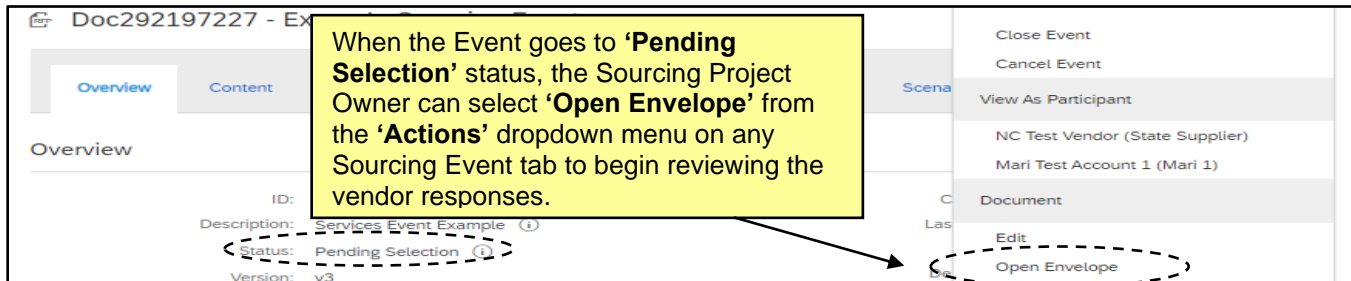 Doc292197227 - Ex
When the Event goes to 'Pending
Selection' status, the Sourcing Project
Owner can select 'Open Envelope' from
the 'Actions' dropdown menu on any
Sourcing Event tab to begin reviewing the
vendor responses.
Close Event
Cancel Event
Overview Content Scena
View As Participant
NC Test Vendor (State Supplier)
Mari Test Account 1 (Mari 1)
Overview
ID: C Document
Description: Services Event Example Las
Edit
Status: Pending Selection
Open Envelope
Version: v3